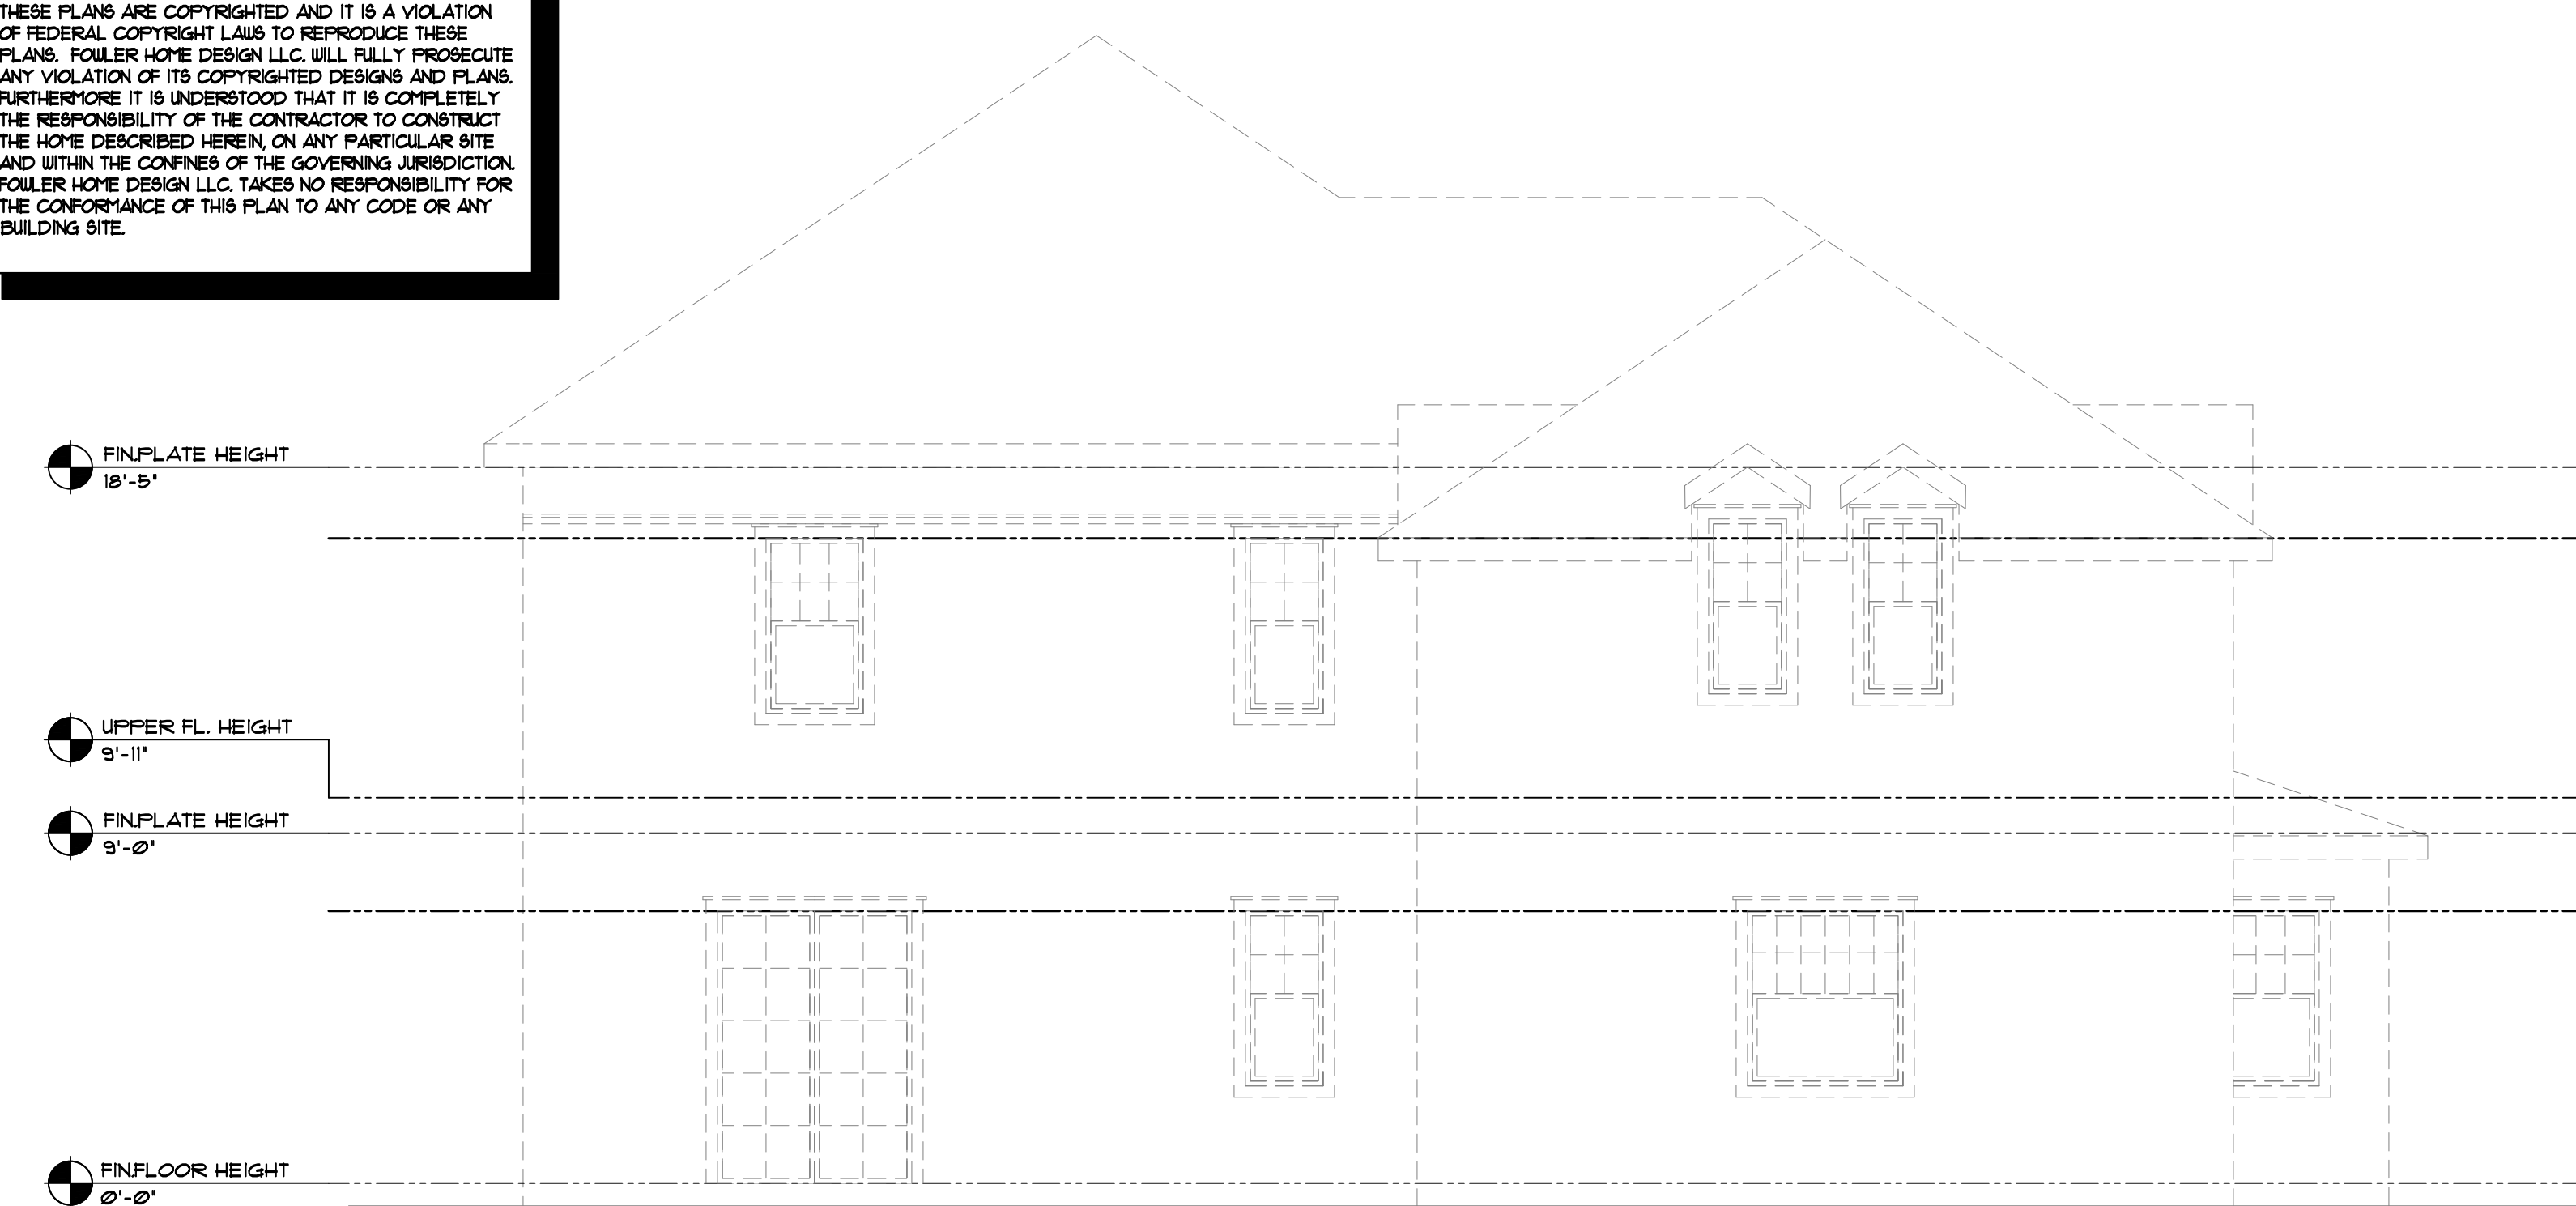 THESE PLANS ARE COPYRIGHTED AND IT IS A VIOLATION
OF FEDERAL COPYRIGHT LAWS TO REPRODUCE THESE
PLANS. FOWLER HOME DESIGN LLC. WILL FULLY PROSECUTE
ANY VIOLATION OF ITS COPYRIGHTED DESIGNS AND PLANS.
FURTHERMORE IT IS UNDERSTOOD THAT IT IS COMPLETELY
THE RESPONSIBILITY OF THE CONTRACTOR TO CONSTRUCT
THE HOME DESCRIBED HEREIN, ON ANY PARTICULAR SITE
AND WITHIN THE CONFINES OF THE GOVERNING JURISDICTION.
FOWLER HOME DESIGN LLC. TAKES NO RESPONSIBILITY FOR
THE CONFORMANCE OF THIS PLAN TO ANY CODE OR ANY
BUILDING SITE.
FIN.PLATE HEIGHT
18'-5"
UPPER FL. HEIGHT
9'-11"
FIN.PLATE HEIGHT
9'-0"
FIN.FLOOR HEIGHT
0'-0"